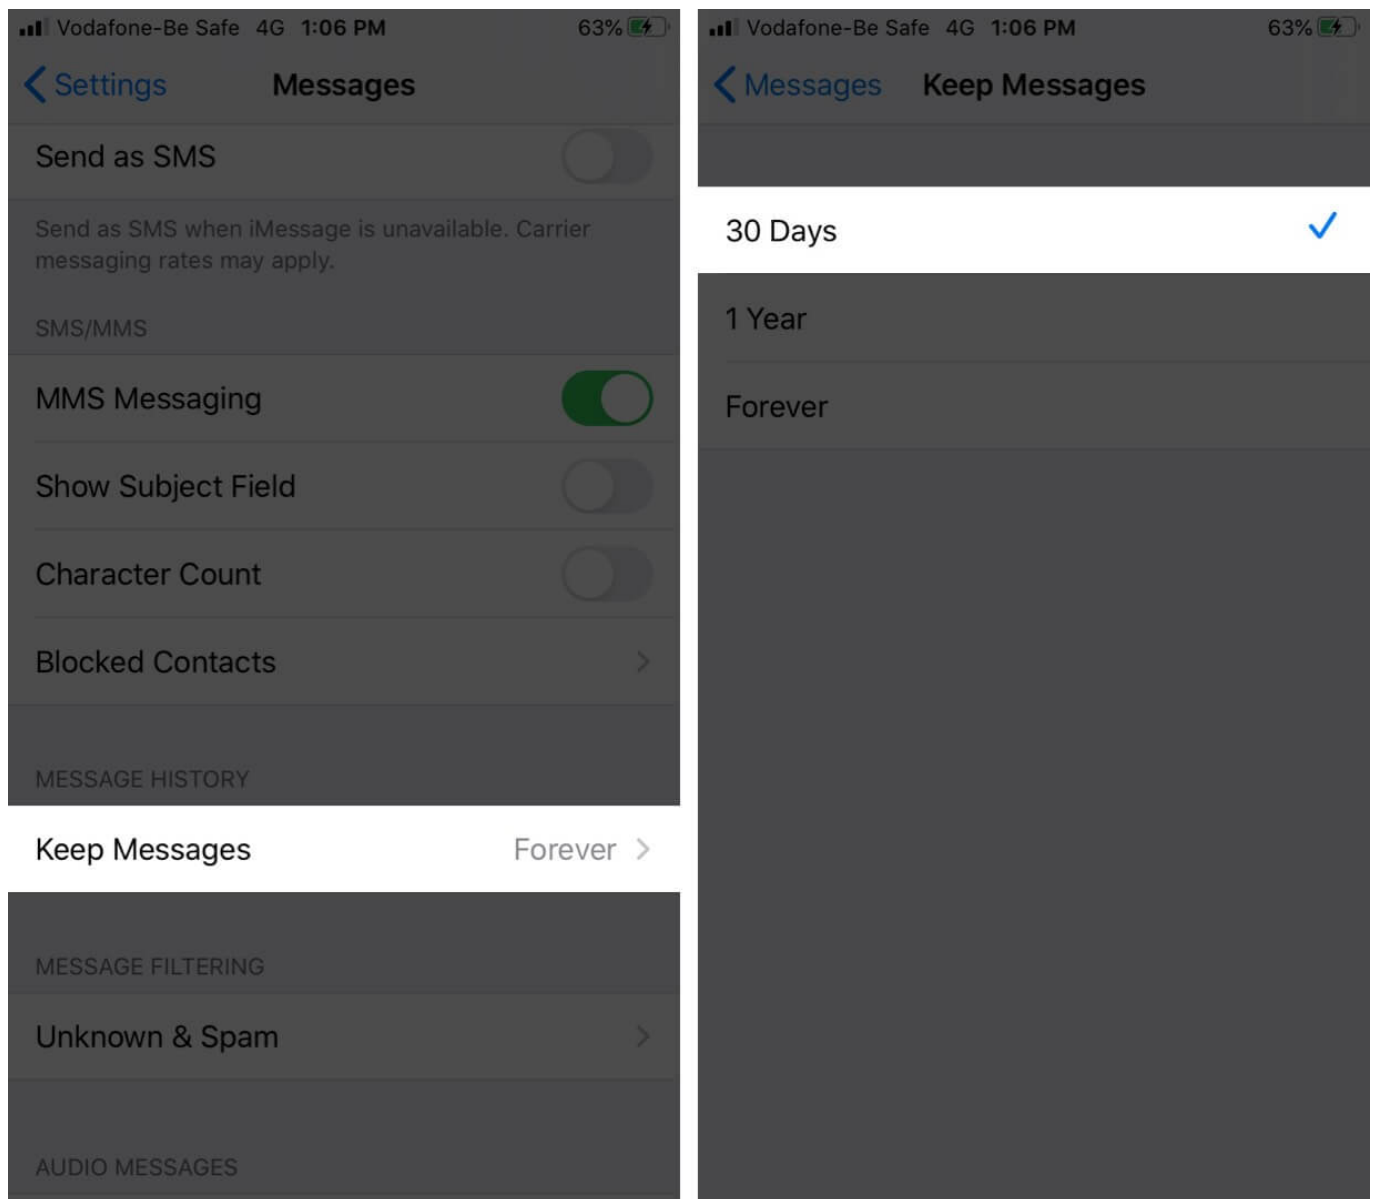 Vodafone-Be Safe 4G 1:06 PM 63%
Settings Messages
Send as SMS
Send as SMS when iMessage is unavailable. Carrier
messaging rates may apply.
SMS/MMS
MMS Messaging
Show Subject Field
Character Count
Blocked Contacts
MESSAGE HISTORY
Keep Messages Forever
MESSAGE FILTERING
Unknown & Spam
AUDIO MESSAGES
Vodafone-Be Safe 4G 1:06 PM 63%
Messages Keep Messages
30 Days
1 Year
Forever